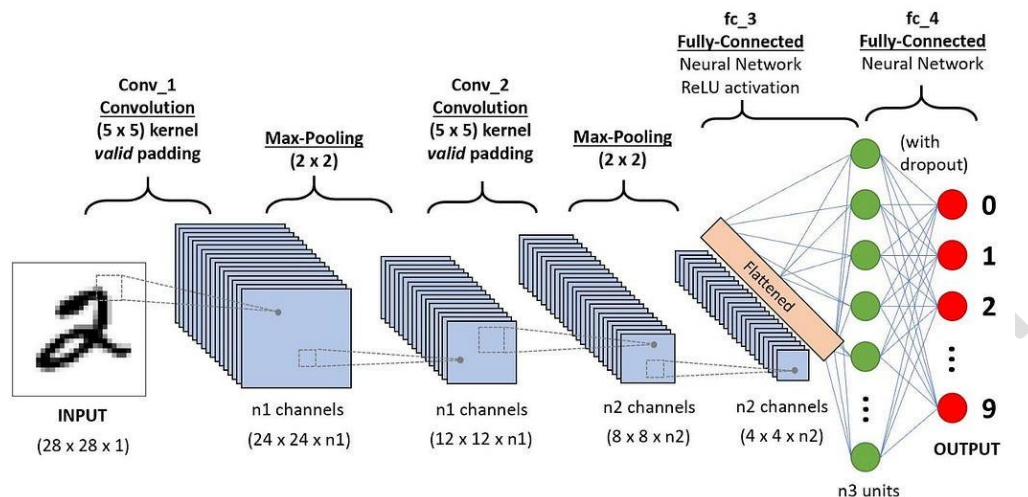 fc_3
Fully-Connected
Neural Network
ReLU activation
fc_4
Fully-Connected
Neural Network
Conv_1
Convolution
(5 x 5) kernel
valid padding
Max-Pooling
(2 x 2)
Conv_2
Convolution
(5 x 5) kernel
valid padding
Max-Pooling
(2 x 2)
(with
dropout)
Flattened
0
1
2
9
INPUT
(28 x 28 x 1)
n1 channels
(24 x 24 x n1)
n1 channels
(12 x 12 x n1)
n2 channels
(8 x 8 x n2)
n2 channels
(4 x 4 x n2)
OUTPUT
n3 units